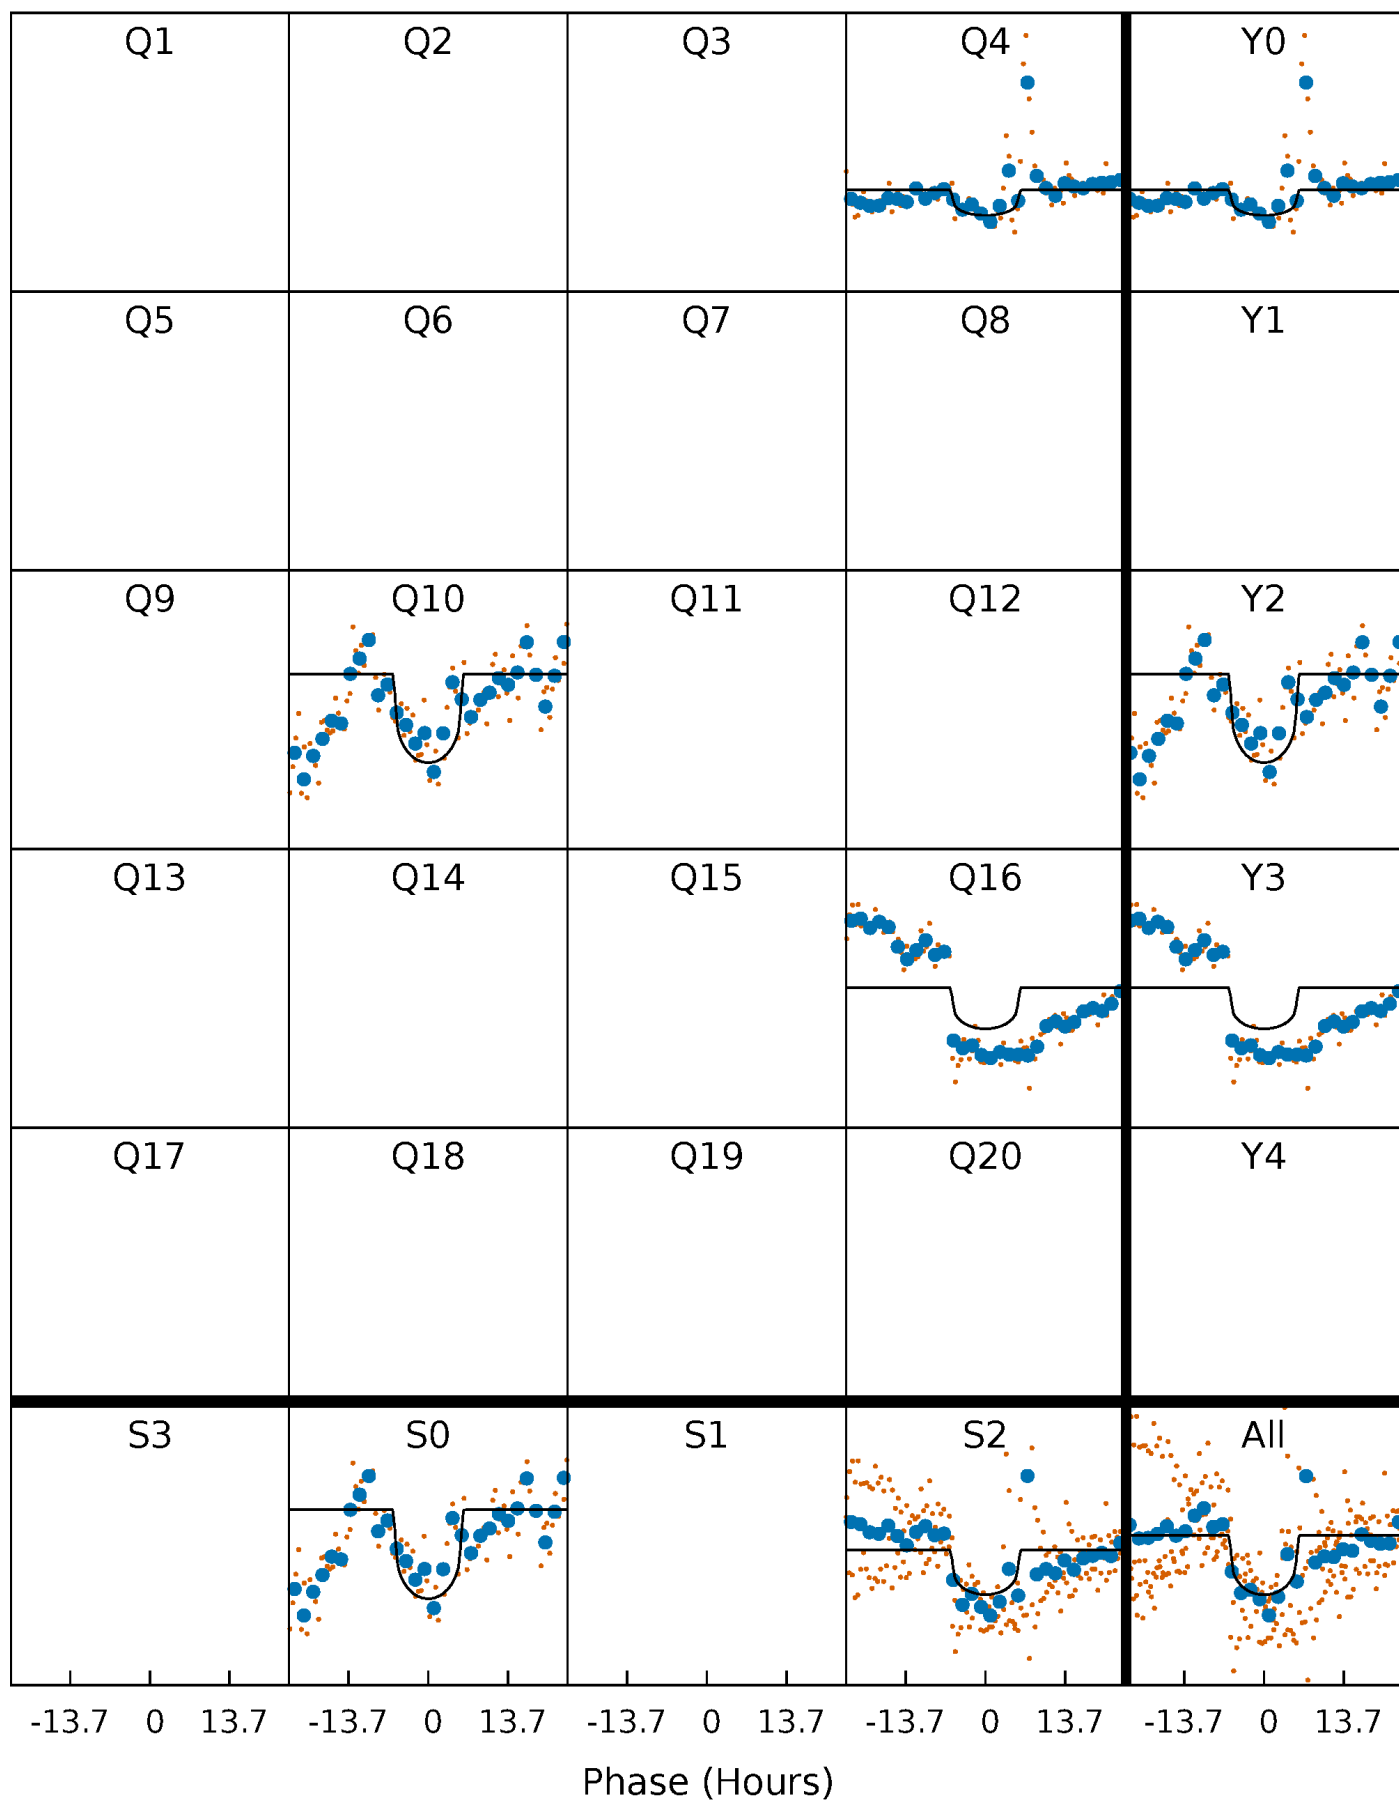 Q1 Q2 Q3 Q4 Y0
Q5 Q6 Q7 Q8 Y1
Q9 Q10 Q11 Q12 Y2
Q13 Q14 Q15 Q16 Y3
Q17 Q18 Q19 Q20 Y4
S3 S0 S1 S2 All
-13.7 0 13.7 -13.7 0 13.7 -13.7 0 13.7 -13.7 0 13.7 -13.7 0 13.7
Phase (Hours)